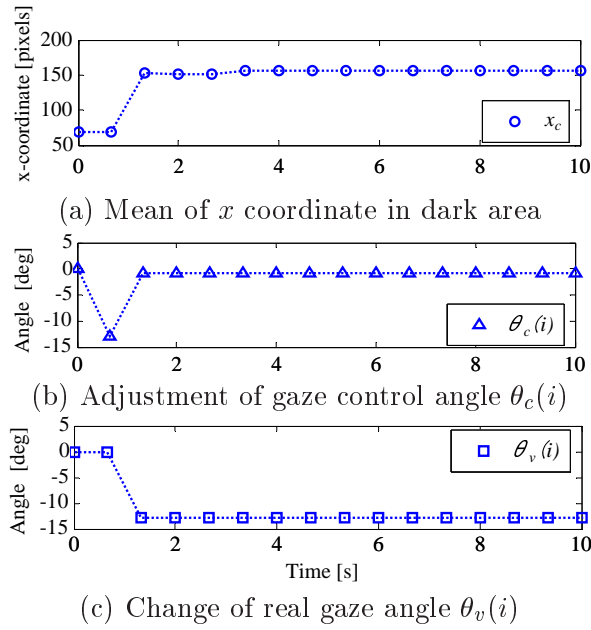 x-coordinate [pixels]
200
150
100
50
0 2 4 6 8 10
x_c
(a) Mean of x coordinate in dark area
Angle [deg]
5
0
-5
-10
-15
0 2 4 6 8 10
θ_c(i)
(b) Adjustment of gaze control angle θ_c(i)
Angle [deg]
5
0
-5
-10
-15
0 2 4 6 8 10
θ_v(i)
Time [s]
(c) Change of real gaze angle θ_v(i)